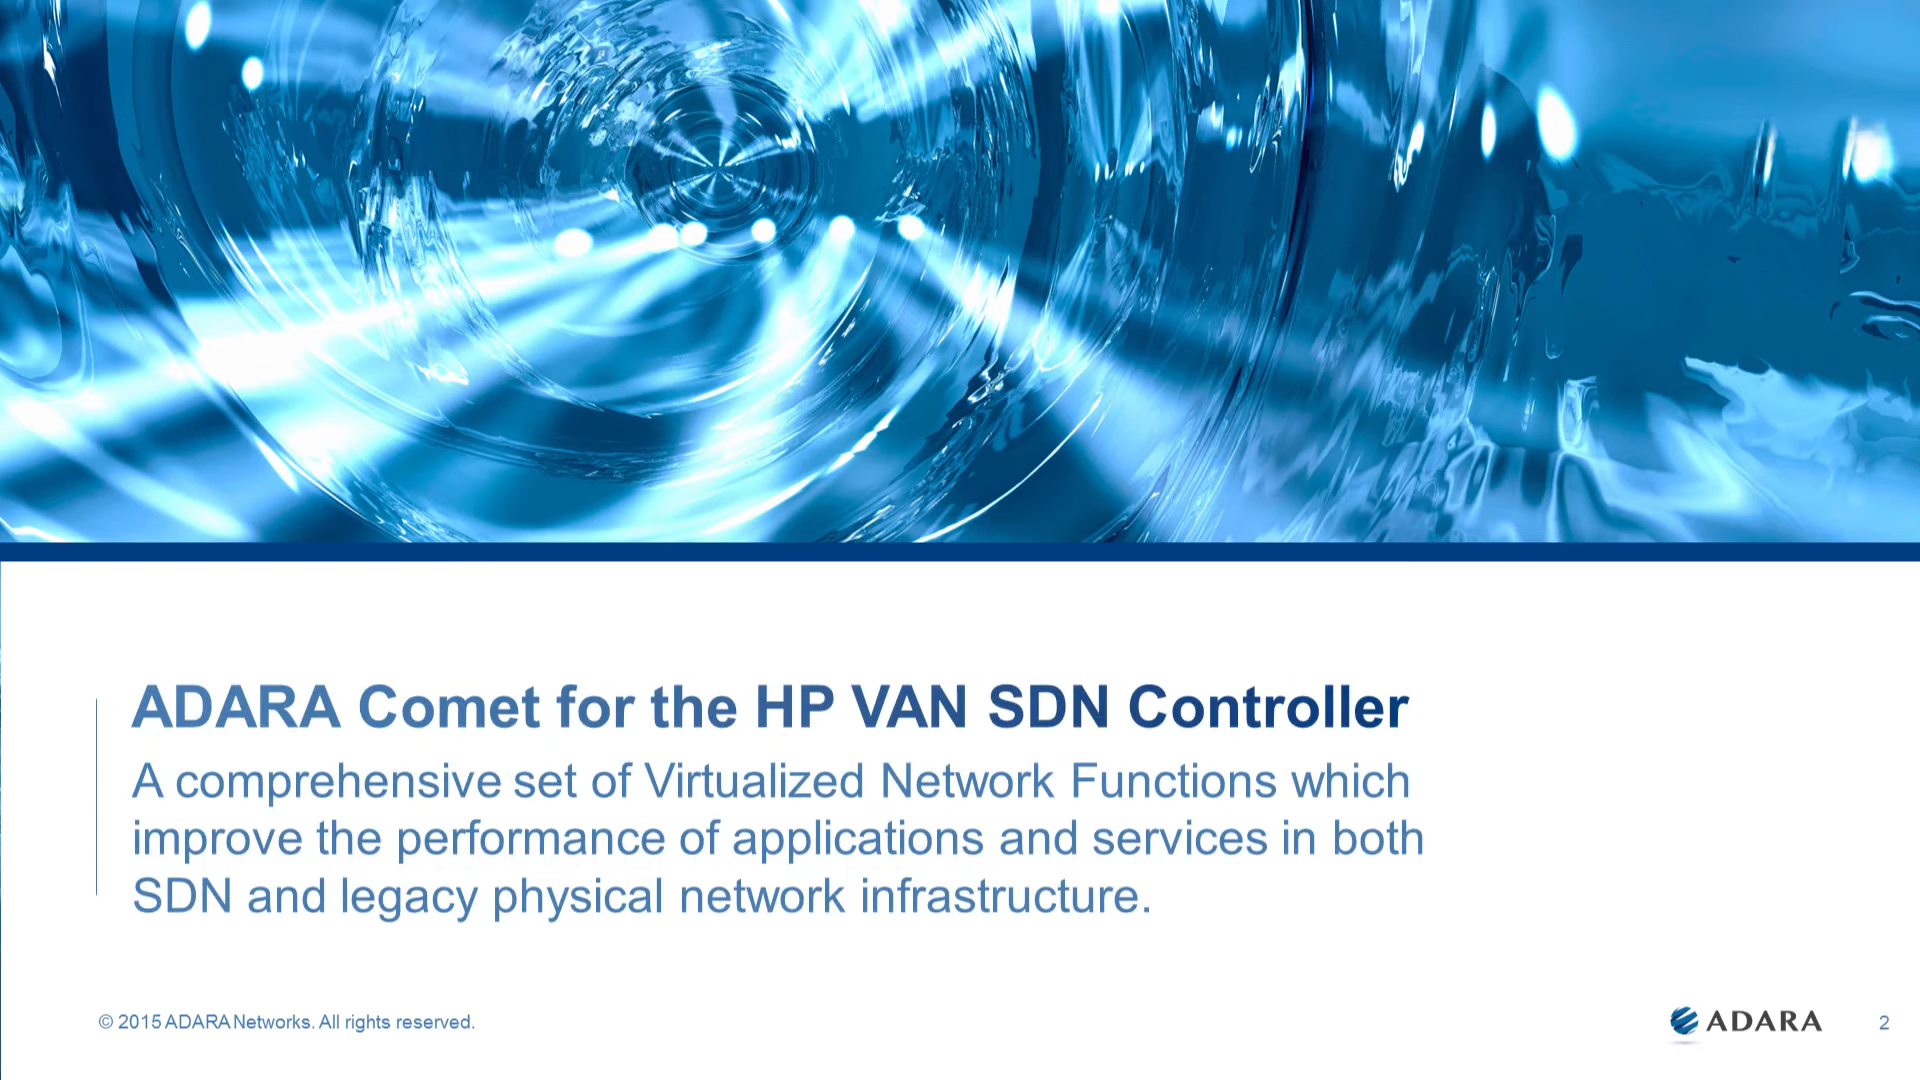 ADARA Comet for the HP VAN SDN Controller
A comprehensive set of Virtualized Network Functions which
improve the performance of applications and services in both
SDN and legacy physical network infrastructure.
© 2015 ADARA Networks. All rights reserved.
ADARA
2